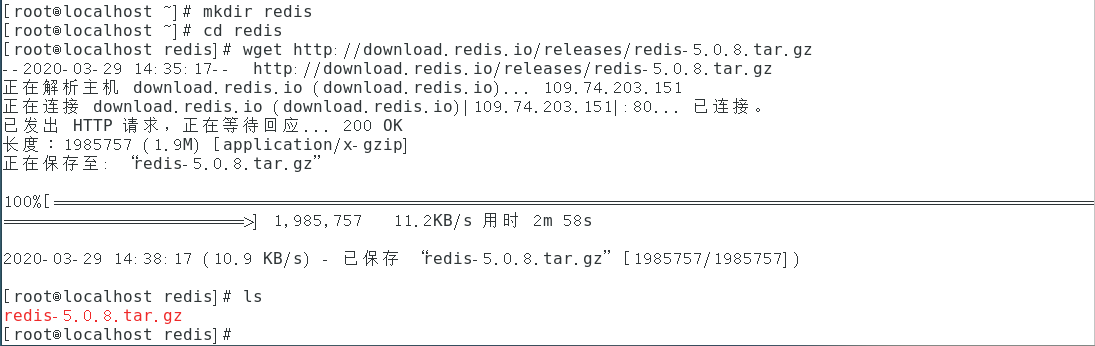 [root@localhost ~]# mkdir redis
[root@localhost ~]# cd redis
[root@localhost redis]# wget http://download.redis.io/releases/redis-5.0.8.tar.gz
--2020-03-29 14:35:17--  http://download.redis.io/releases/redis-5.0.8.tar.gz
正在解析主机 download.redis.io (download.redis.io)... 109.74.203.151
正在连接 download.redis.io (download.redis.io)|109.74.203.151|:80... 已连接。
已发出 HTTP 请求，正在等待回应... 200 OK
长度：1985757 (1.9M) [application/x-gzip]
正在保存至: “redis-5.0.8.tar.gz”
100%[==========================================================================================================
========================>] 1,985,757   11.2KB/s 用时 2m 58s
2020-03-29 14:38:17 (10.9 KB/s) - 已保存 “redis-5.0.8.tar.gz” [1985757/1985757])
[root@localhost redis]# ls
redis-5.0.8.tar.gz
[root@localhost redis]#